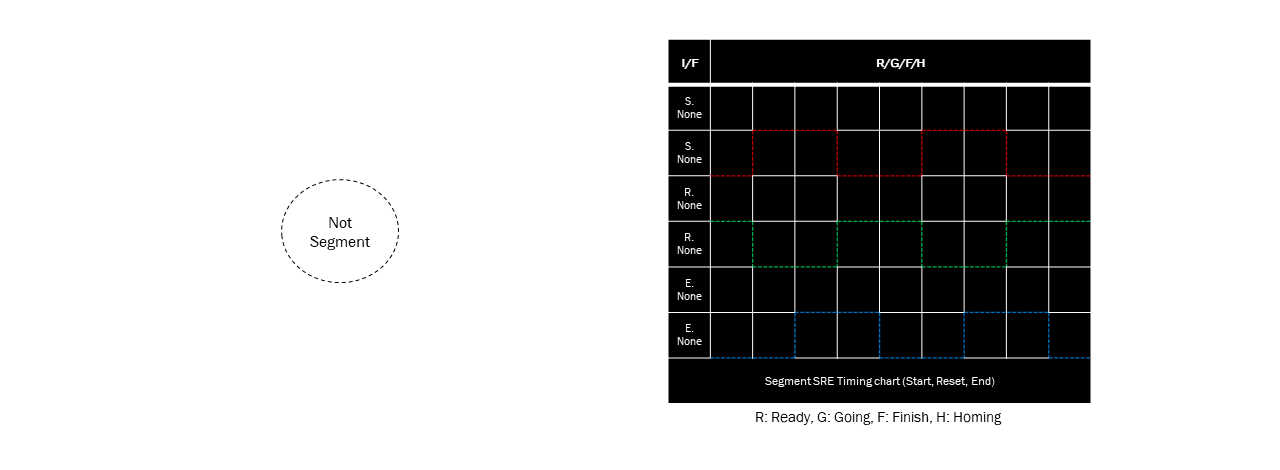 Not
Segment
I/F
R/G/F/H
S.
None
S.
None
R.
None
R.
None
E.
None
E.
None
Segment SRE Timing chart (Start, Reset, End)
R: Ready, G: Going, F: Finish, H: Homing